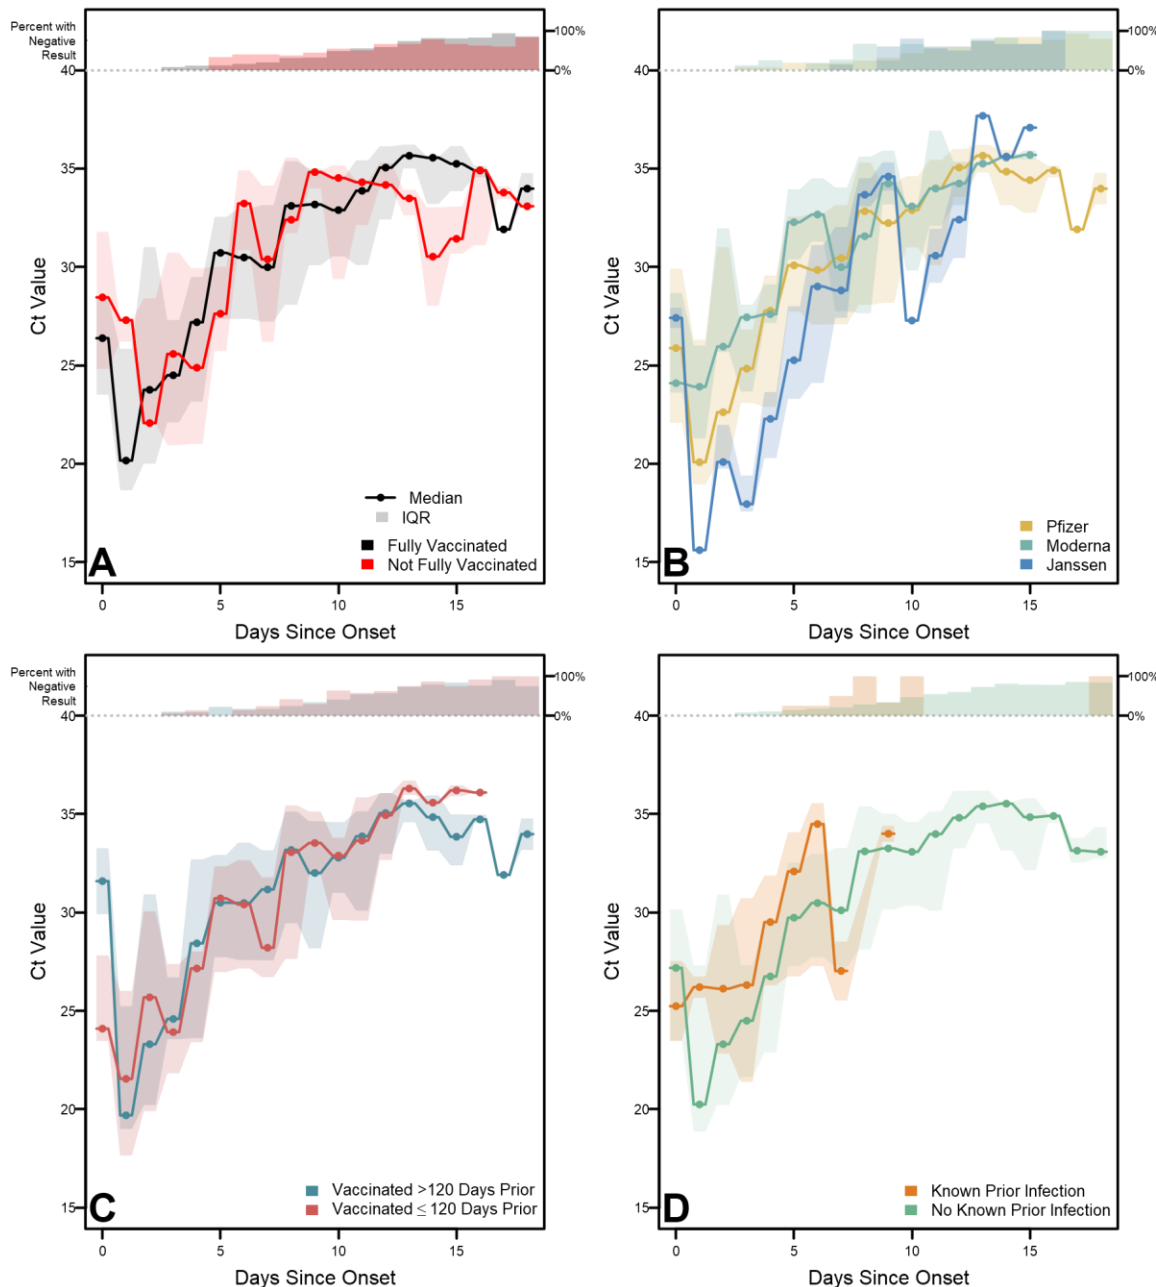 Percent with
Negative
Result
100%
0%
40
35
30
25
20
15
Ct Value
Median
IQR
Fully Vaccinated
Not Fully Vaccinated
A
0
5
10
15
Days Since Onset
100%
0%
40
35
30
25
20
15
Ct Value
Pfizer
Moderna
Janssen
B
0
5
10
15
Days Since Onset
Percent with
Negative
Result
100%
0%
40
35
30
25
20
15
Ct Value
Vaccinated >120 Days Prior
Vaccinated ≤ 120 Days Prior
C
0
5
10
15
Days Since Onset
100%
0%
40
35
30
25
20
15
Ct Value
Known Prior Infection
No Known Prior Infection
D
0
5
10
15
Days Since Onset